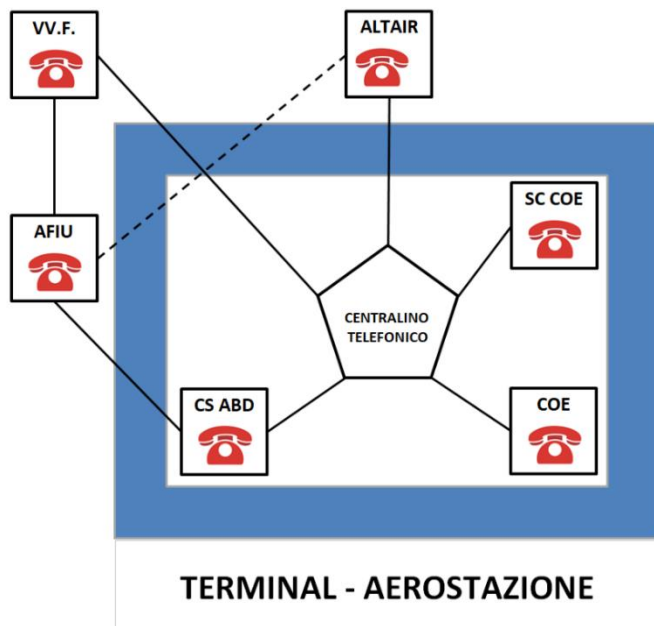 VV.F.
ALTAIR
AFIU
SC COE
CENTRALINO
TELEFONICO
CS ABD
COE
TERMINAL - AEROSTAZIONE